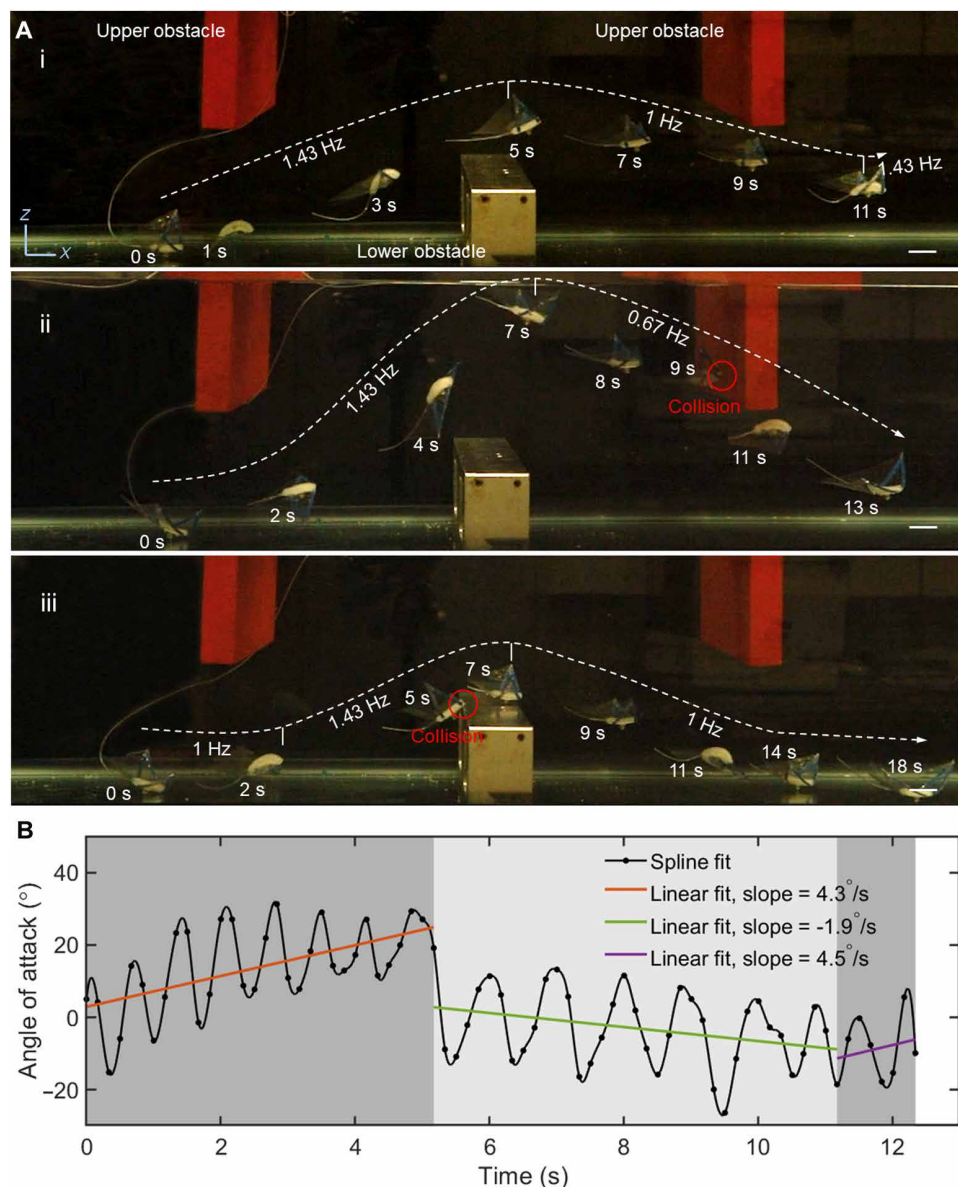 A
Upper obstacle
Upper obstacle
i
1.43 Hz
1 Hz
1.43 Hz
5 s
7 s
9 s
3 s
11 s
z
x
0 s
1 s
Lower obstacle
ii
1.43 Hz
0.67 Hz
7 s
8 s
9 s
Collision
4 s
11 s
2 s
13 s
0 s
iii
7 s
5 s
1.43 Hz
Collision
1 Hz
1 Hz
9 s
0 s
2 s
11 s
14 s
18 s
B
Angle of attack (°)
40
20
0
−20
Spline fit
Linear fit, slope = 4.3°/s
Linear fit, slope = -1.9°/s
Linear fit, slope = 4.5°/s
0
2
4
6
8
10
12
Time (s)